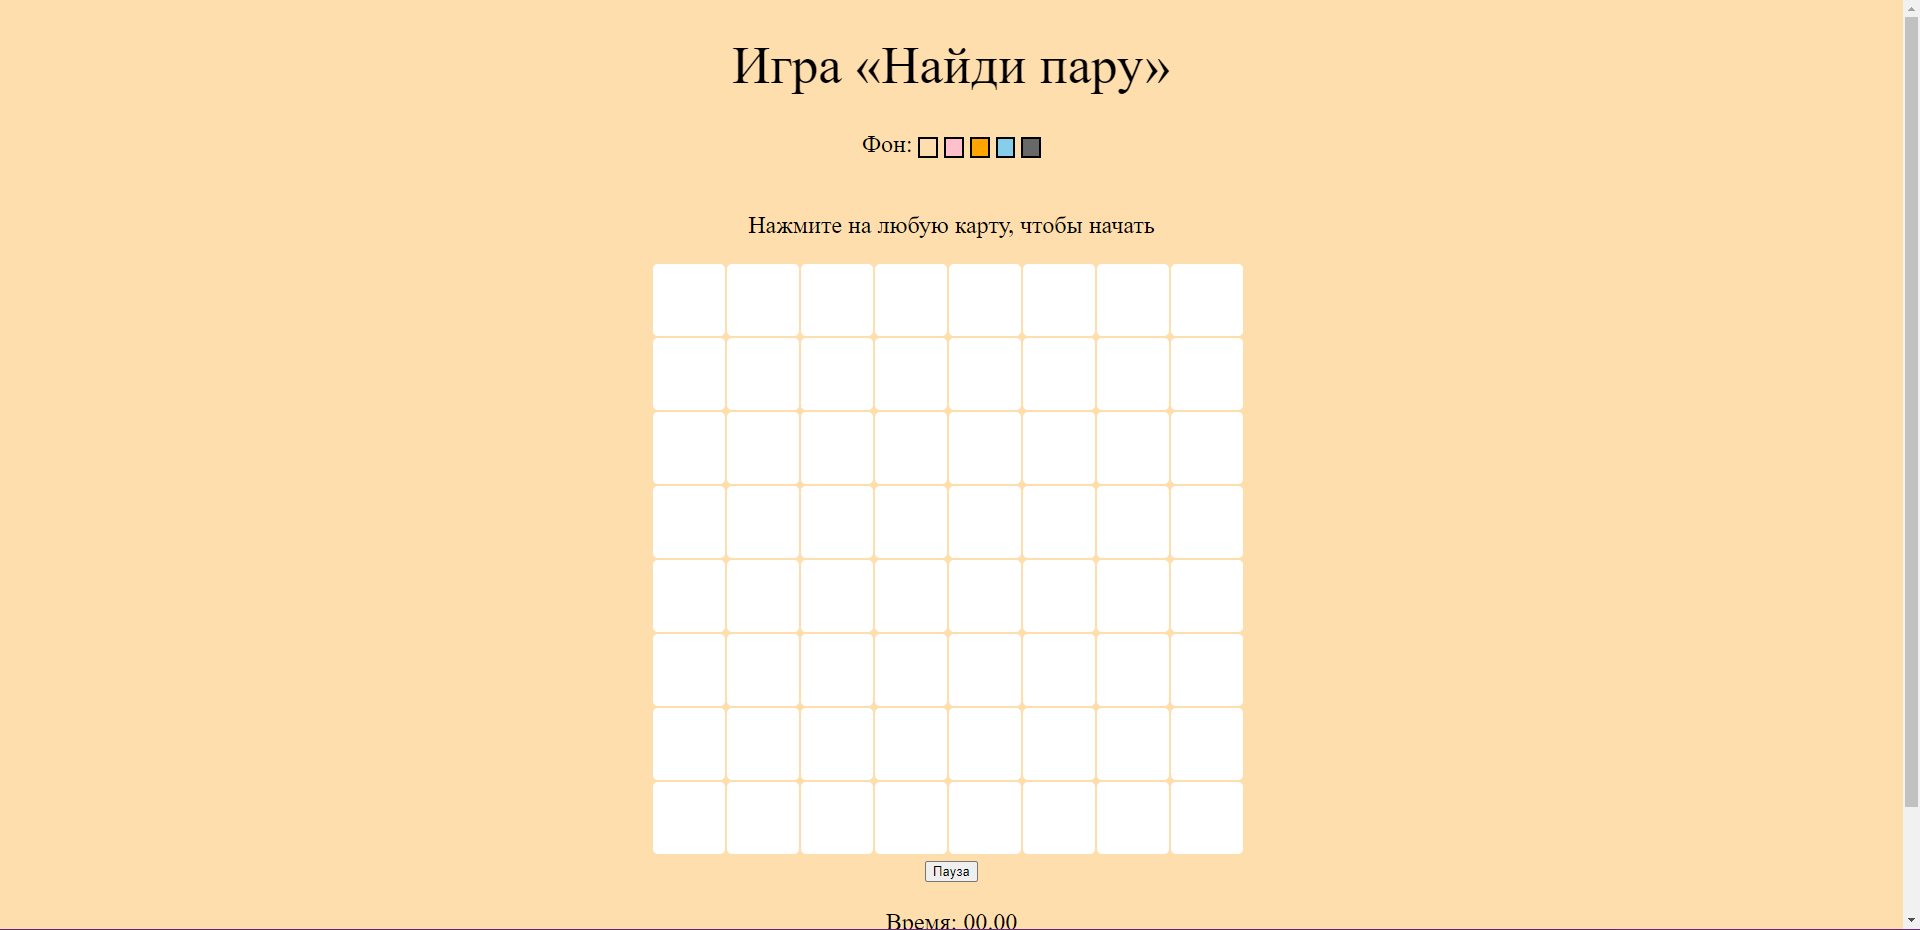 Игра «Найди пару»
Фон:
Нажмите на любую карту, чтобы начать
Пауза
Время: 00.00